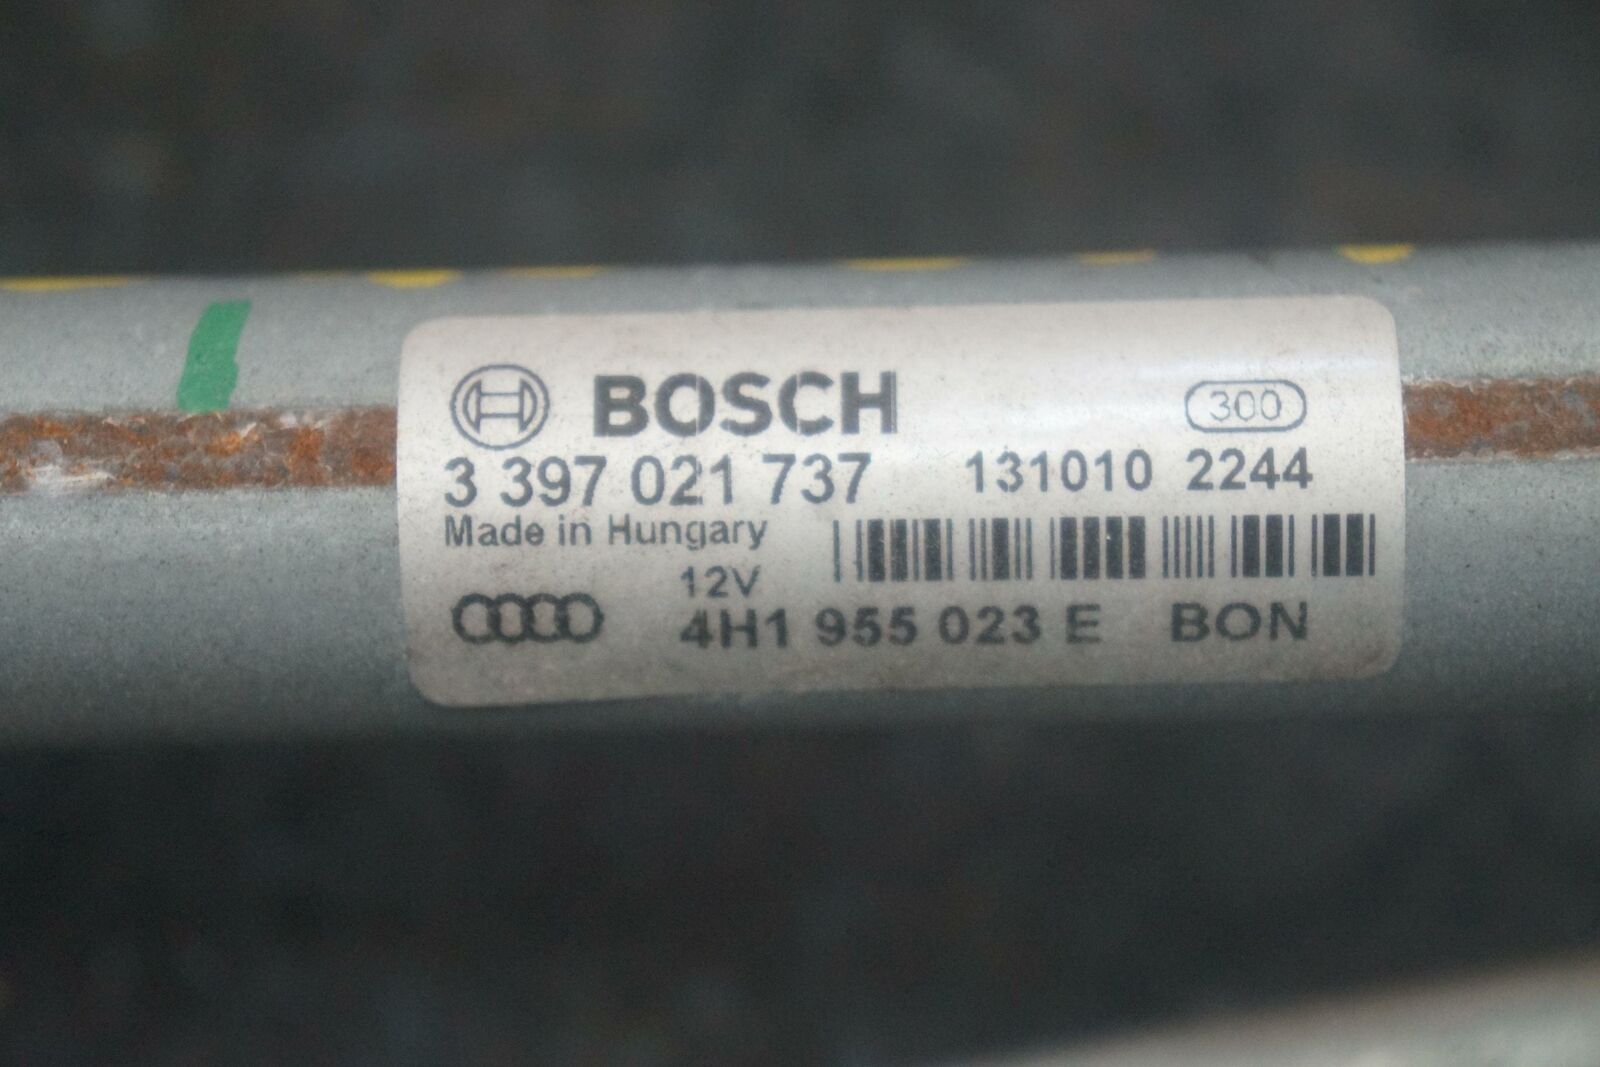 BOSCH 300
3 397 021 737 131010 2244
Made in Hungary
12V
4H1 955 023 E BON